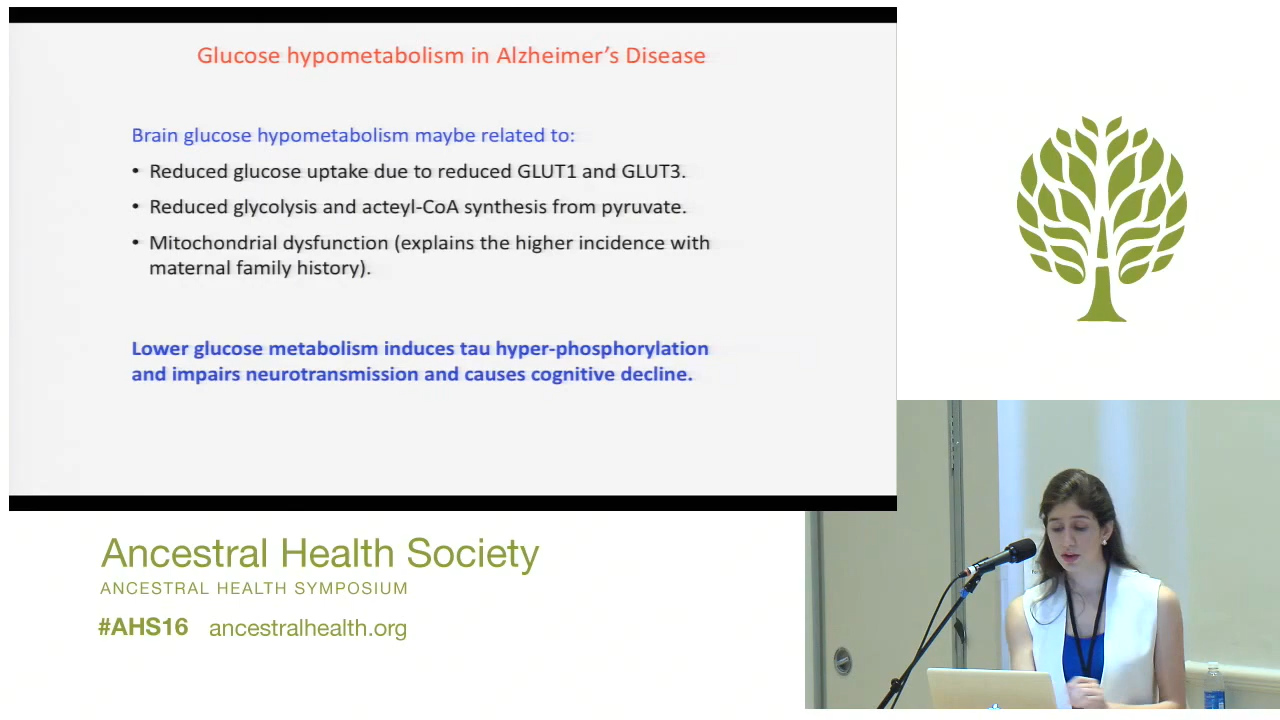 Glucose hypometabolism in Alzheimer’s Disease
Brain glucose hypometabolism maybe related to:
• Reduced glucose uptake due to reduced GLUT1 and GLUT3.
• Reduced glycolysis and acteyl-CoA synthesis from pyruvate.
• Mitochondrial dysfunction (explains the higher incidence with
maternal family history).
Lower glucose metabolism induces tau hyper-phosphorylation
and impairs neurotransmission and causes cognitive decline.
Ancestral Health Society
ANCESTRAL HEALTH SYMPOSIUM
#AHS16 ancestralhealth.org